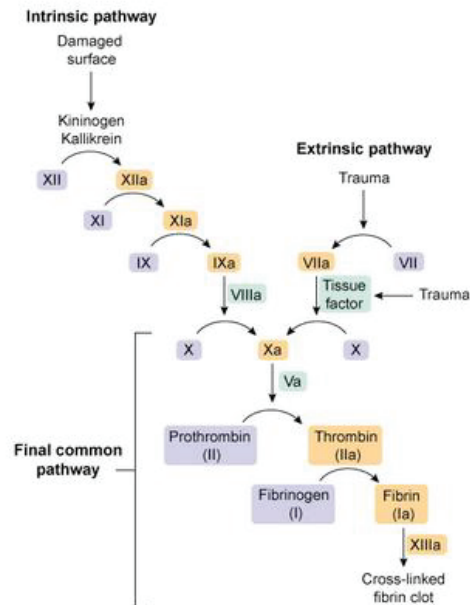 Intrinsic pathway
Damaged
surface
Kininogen
Kallikrein
XII
XIIa
XI
XIa
IX
IXa
VIIIa
Extrinsic pathway
Trauma
VIIa
VII
Tissue
factor
Trauma
X
Xa
X
Va
Final common
pathway
Prothrombin
(II)
Thrombin
(IIa)
Fibrinogen
(I)
Fibrin
(Ia)
XIIIa
Cross-linked
fibrin clot